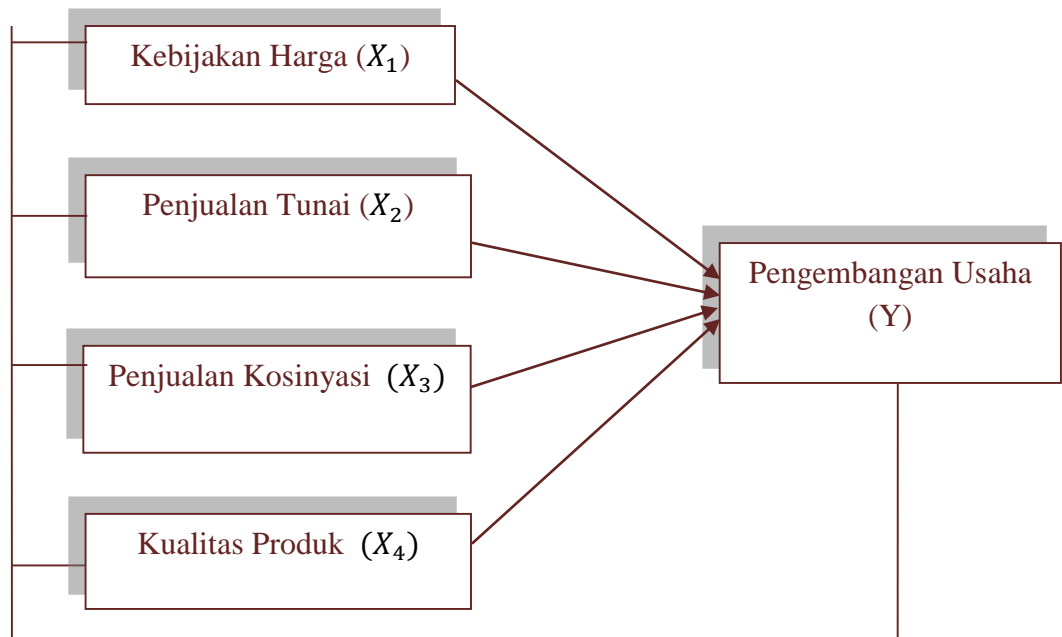 Kebijakan Harga (𝑋₁)
Penjualan Tunai (𝑋₂)
Penjualan Kosinyasi (𝑋₃)
Kualitas Produk (𝑋₄)
Pengembangan Usaha
(Y)